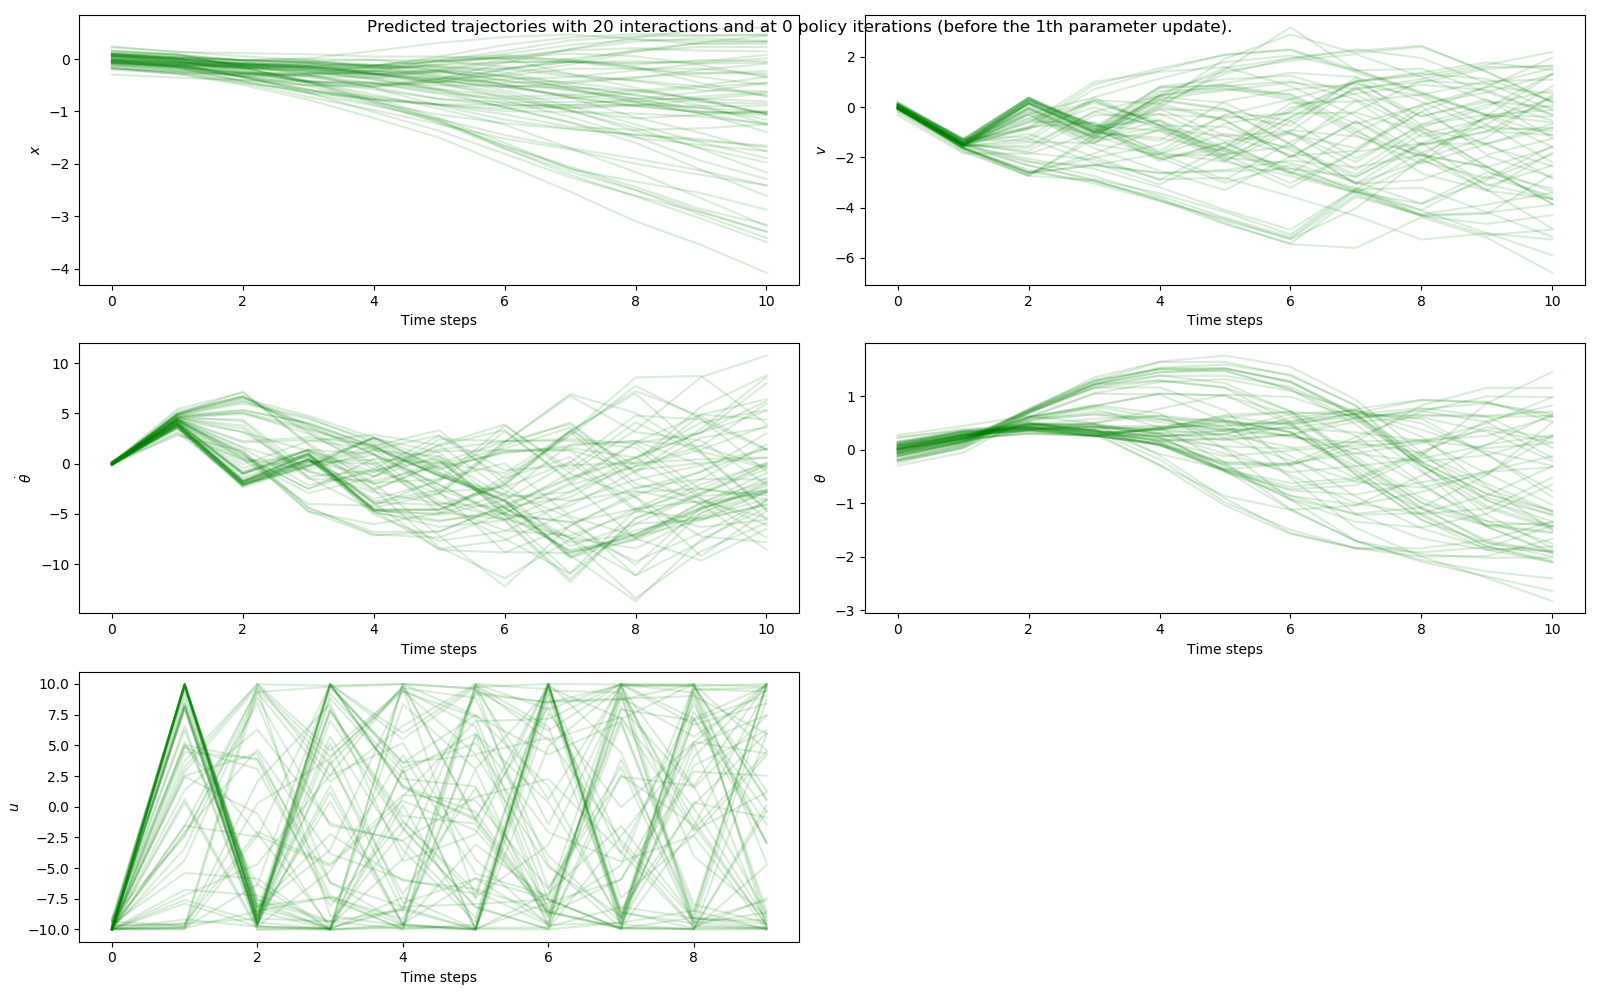 Predicted trajectories with 20 interactions and at 0 policy iterations (before the 1th parameter update).
0
−1
−2
−3
−4
x
0 2 4 6 8 10
Time steps
2
0
−2
−4
−6
v
0 2 4 6 8 10
Time steps
10
5
0
−5
−10
θ̇
0 2 4 6 8 10
Time steps
1
0
−1
−2
−3
θ
0 2 4 6 8 10
Time steps
10.0
7.5
5.0
2.5
0.0
−2.5
−5.0
−7.5
−10.0
u
0 2 4 6 8
Time steps